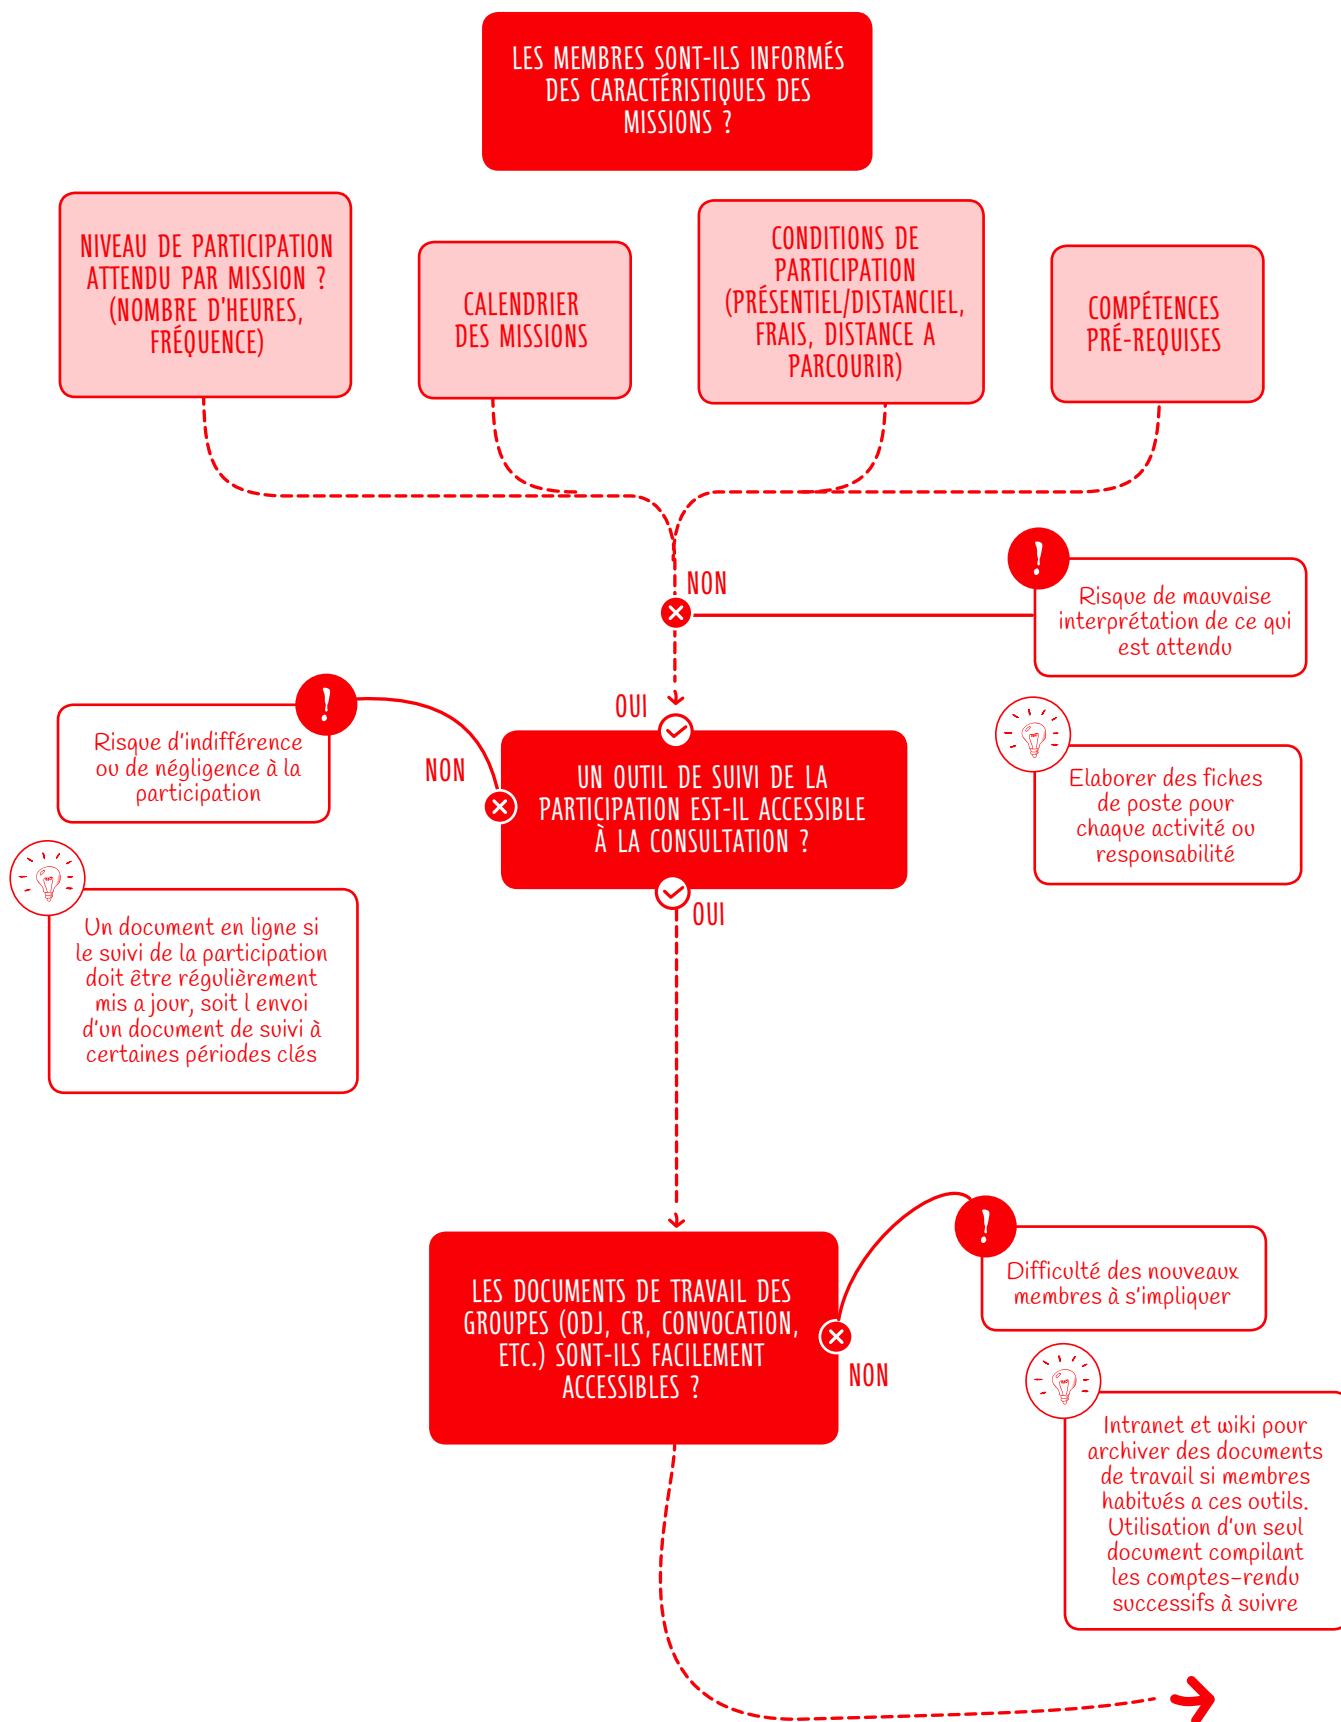 LES MEMBRES SONT-ILS INFORMÉS
DES CARACTÉRISTIQUES DES
MISSIONS ?
NIVEAU DE PARTICIPATION
ATTENDU PAR MISSION ?
(NOMBRE D'HEURES,
FRÉQUENCE)
CALENDRIER
DES MISSIONS
CONDITIONS DE
PARTICIPATION
(PRÉSENTIEL/DISTANCIEL,
FRAIS, DISTANCE A
PARCOURIR)
COMPÉTENCES
PRÉ-REQUISES
NON
!
Risque de mauvaise
interprétation de ce qui
est attendu
Elaborer des fiches
de poste pour
chaque activité ou
responsabilité
OUI
UN OUTIL DE SUIVI DE LA
PARTICIPATION EST-IL ACCESSIBLE
À LA CONSULTATION ?
NON
!
Risque d'indifférence
ou de négligence à la
participation
Un document en ligne si
le suivi de la participation
doit être régulièrement
mis a jour, soit l envoi
d'un document de suivi à
certaines périodes clés
OUI
LES DOCUMENTS DE TRAVAIL DES
GROUPES (ODJ, CR, CONVOCATION,
ETC.) SONT-ILS FACILEMENT
ACCESSIBLES ?
NON
!
Difficulté des nouveaux
membres à s'impliquer
Intranet et wiki pour
archiver des documents
de travail si membres
habitués a ces outils.
Utilisation d'un seul
document compilant
les comptes-rendu
successifs à suivre